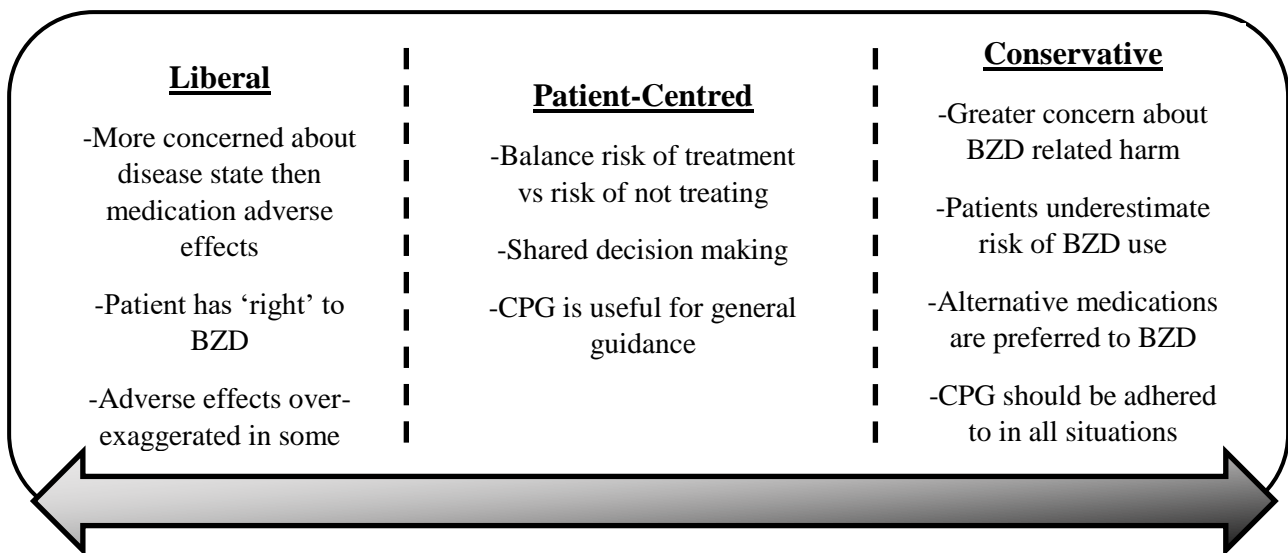 Liberal
-More concerned about
disease state then
medication adverse
effects
-Patient has ‘right’ to
BZD
-Adverse effects over-
exaggerated in some
Patient-Centred
-Balance risk of treatment
vs risk of not treating
-Shared decision making
-CPG is useful for general
guidance
Conservative
-Greater concern about
BZD related harm
-Patients underestimate
risk of BZD use
-Alternative medications
are preferred to BZD
-CPG should be adhered
to in all situations